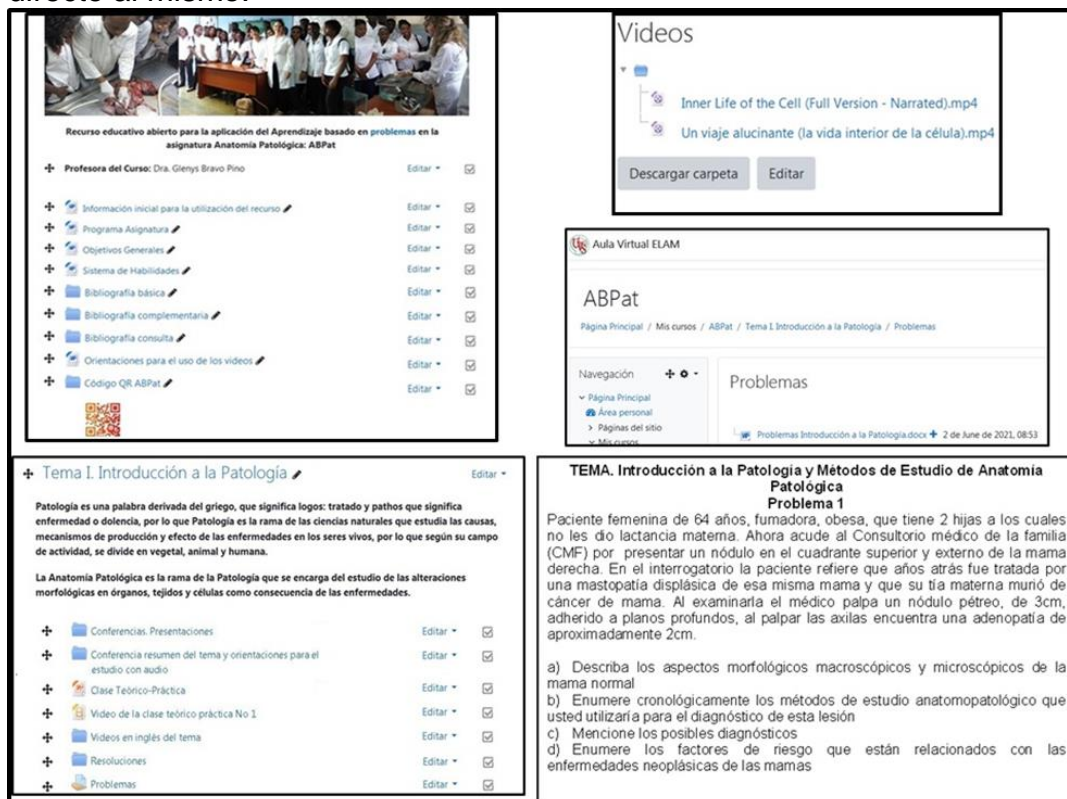 directo al mismo.
Recurso educativo abierto para la aplicación del Aprendizaje basado en problemas en la
asignatura Anatomía Patológica: ABPat
Profesora del Curso: Dra. Glenys Bravo Pino Editar
Información inicial para la utilización del recurso Editar
Programa Asignatura Editar
Objetivos Generales Editar
Sistema de Habilidades Editar
Bibliografía básica Editar
Bibliografía complementaria Editar
Bibliografía consulta Editar
Orientaciones para el uso de los videos Editar
Código QR ABPat Editar
Videos
Inner Life of the Cell (Full Version - Narrated).mp4
Un viaje alucinante (la vida interior de la célula).mp4
Descargar carpeta Editar
Aula Virtual ELAM
ABPat
Página Principal / Mis cursos / ABPat / Tema I. Introducción a la Patología / Problemas
Navegación
Página Principal
Área personal
Páginas del sitio
Mis cursos
Problemas
Problemas Introducción a la Patología.docx 2 de June de 2021, 08:53
Tema I. Introducción a la Patología Editar
Patología es una palabra derivada del griego, que significa logos: tratado y pathos que significa
enfermedad o dolencia, por lo que Patología es la rama de las ciencias naturales que estudia las causas,
mecanismos de producción y efecto de las enfermedades en los seres vivos, por lo que según su campo
de actividad, se divide en vegetal, animal y humana.
La Anatomía Patológica es la rama de la Patología que se encarga del estudio de las alteraciones
morfológicas en órganos, tejidos y células como consecuencia de las enfermedades.
Conferencias. Presentaciones Editar
Conferencia resumen del tema y orientaciones para el Editar
estudio con audio
Clase Teòrico-Pràctica Editar
Video de la clase teòrico pràctica No 1 Editar
Videos en inglés del tema Editar
Resoluciones Editar
Problemas Editar
TEMA. Introducción a la Patología y Métodos de Estudio de Anatomía
Patológica
Problema 1
Paciente femenina de 64 años, fumadora, obesa, que tiene 2 hijas a los cuales
no les dio lactancia materna. Ahora acude al Consultorio médico de la familia
(CMF) por presentar un nódulo en el cuadrante superior y externo de la mama
derecha. En el interrogatorio la paciente refiere que años atrás fue tratada por
una mastopatía displásica de esa misma mama y que su tía materna murió de
cáncer de mama. Al examinarla el médico palpa un nódulo pétreo, de 3cm,
adherido a planos profundos, al palpar las axilas encuentra una adenopatía de
aproximadamente 2cm.
a) Describa los aspectos morfológicos macroscópicos y microscópicos de la
mama normal
b) Enumere cronológicamente los métodos de estudio anatomopatológico que
usted utilizaría para el diagnóstico de esta lesión
c) Mencione los posibles diagnósticos
d) Enumere los factores de riesgo que están relacionados con las
enfermedades neoplásicas de las mamas